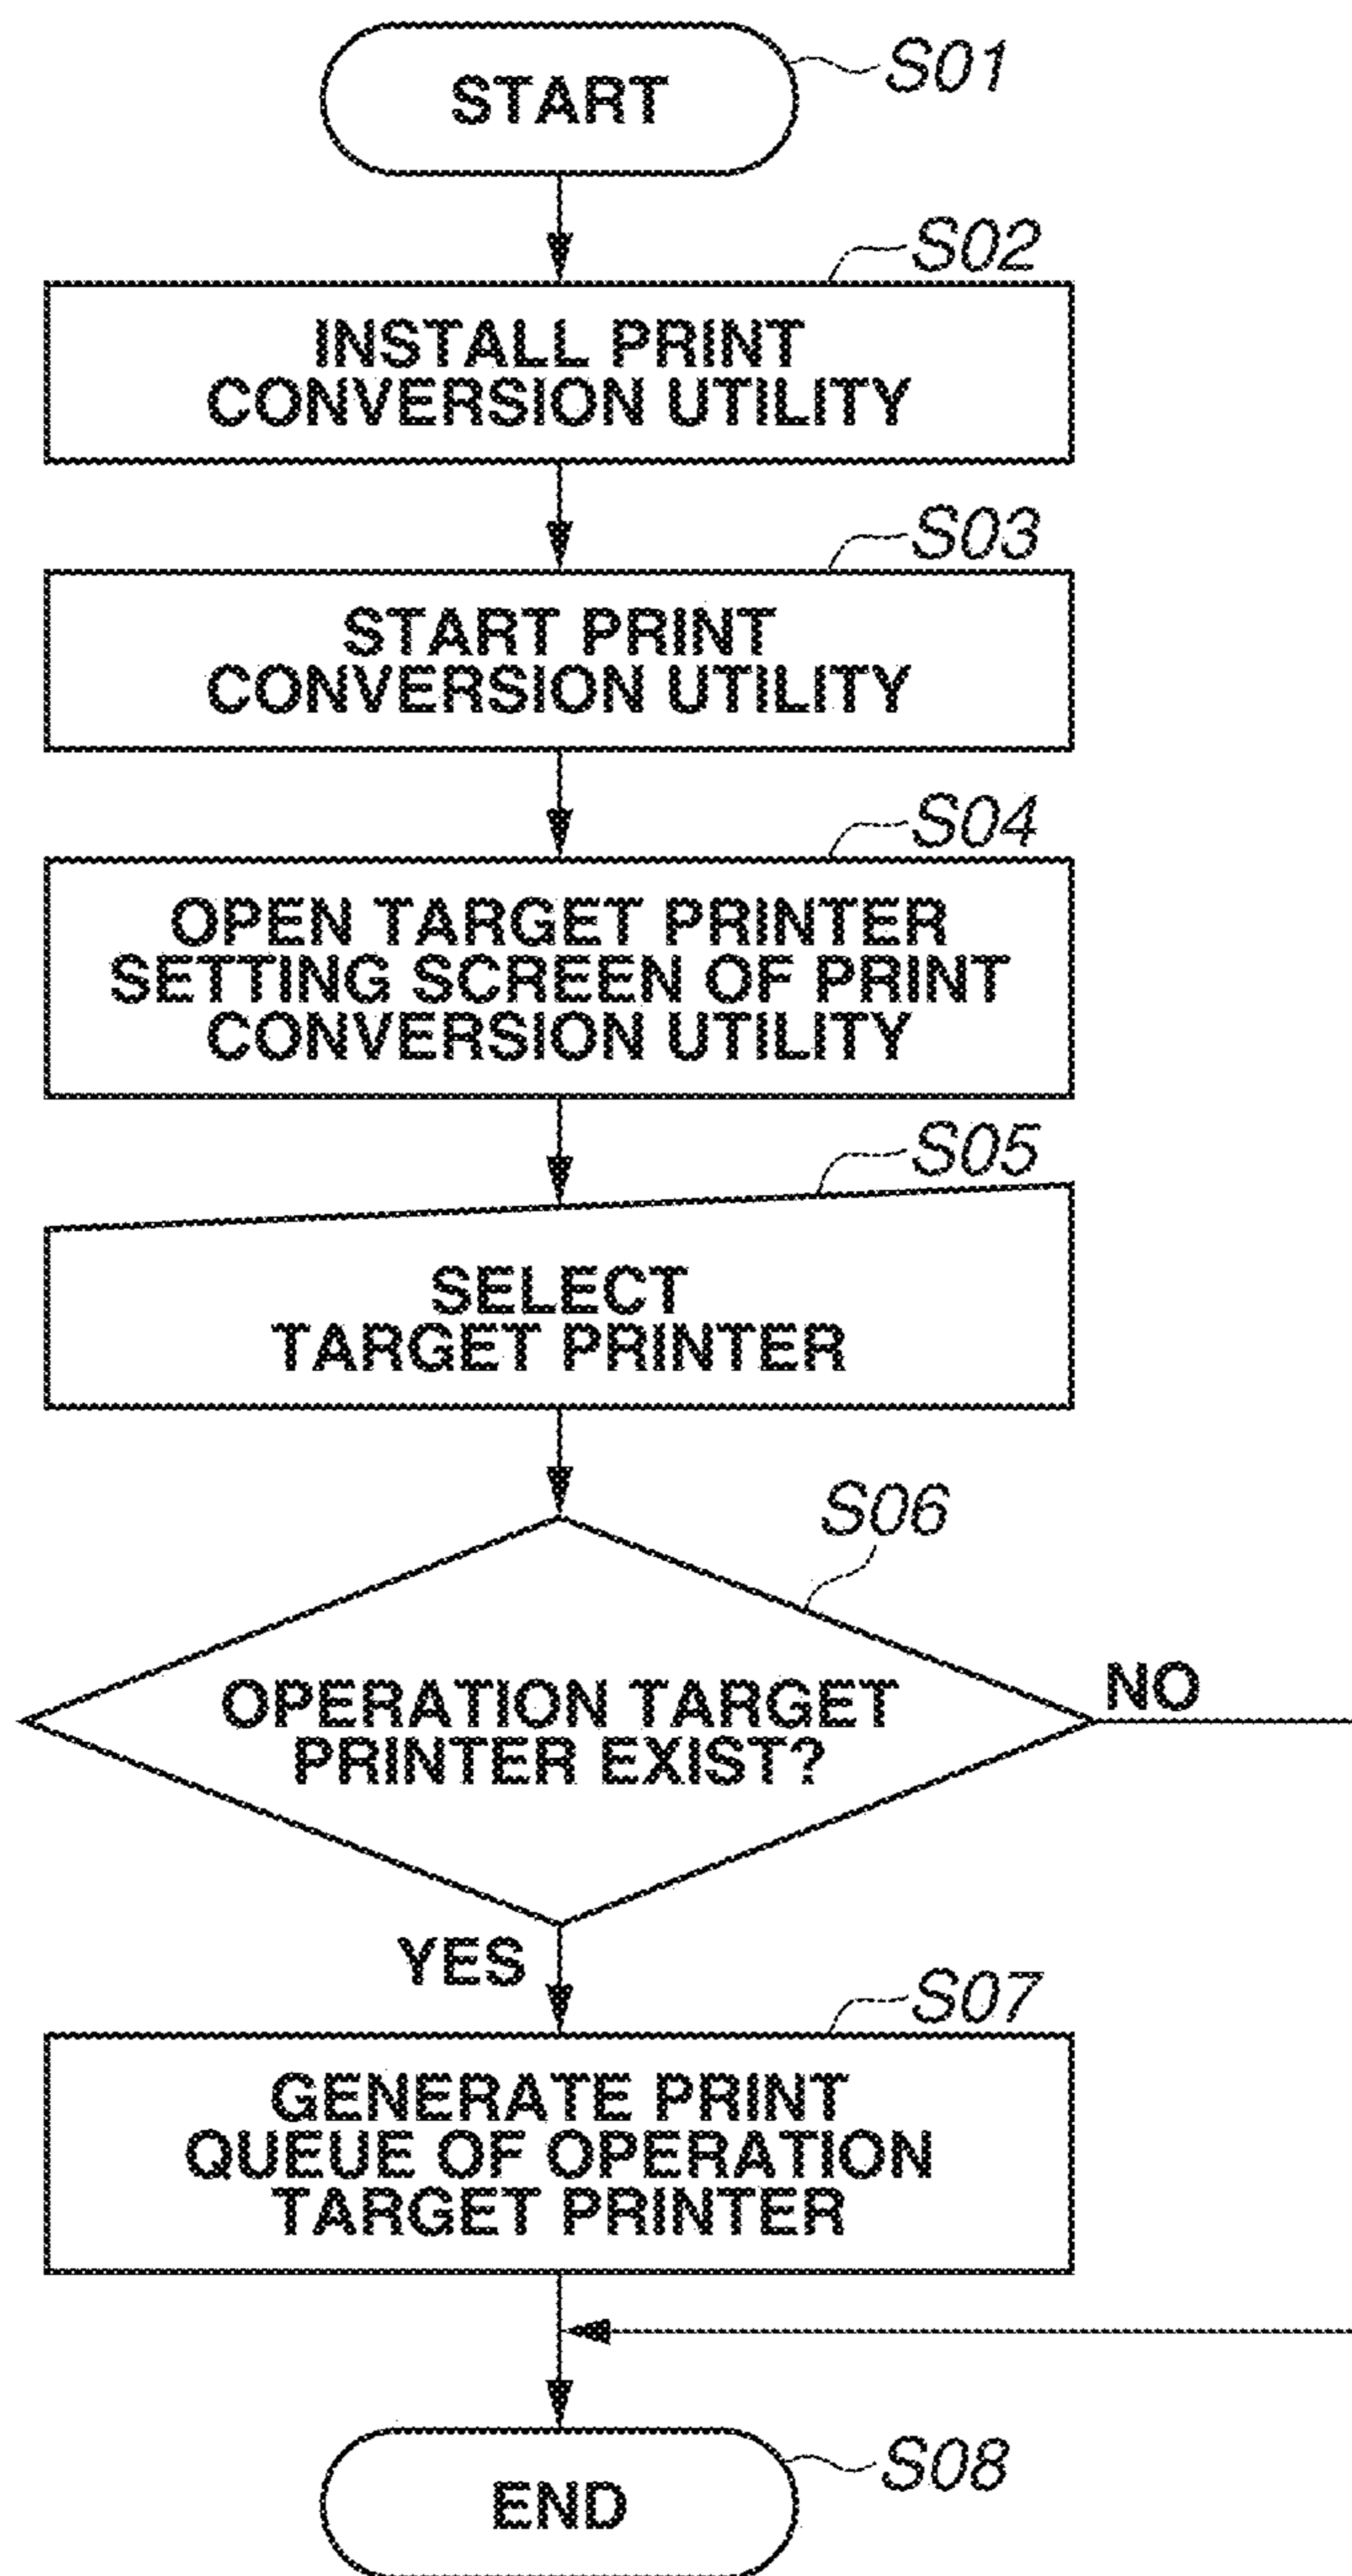 START
S01
S02
INSTALL PRINT
CONVERSION UTILITY
S03
START PRINT
CONVERSION UTILITY
S04
OPEN TARGET PRINTER
SETTING SCREEN OF PRINT
CONVERSION UTILITY
S05
SELECT
TARGET PRINTER
S06
OPERATION TARGET
PRINTER EXIST?
NO
YES
S07
GENERATE PRINT
QUEUE OF OPERATION
TARGET PRINTER
S08
END